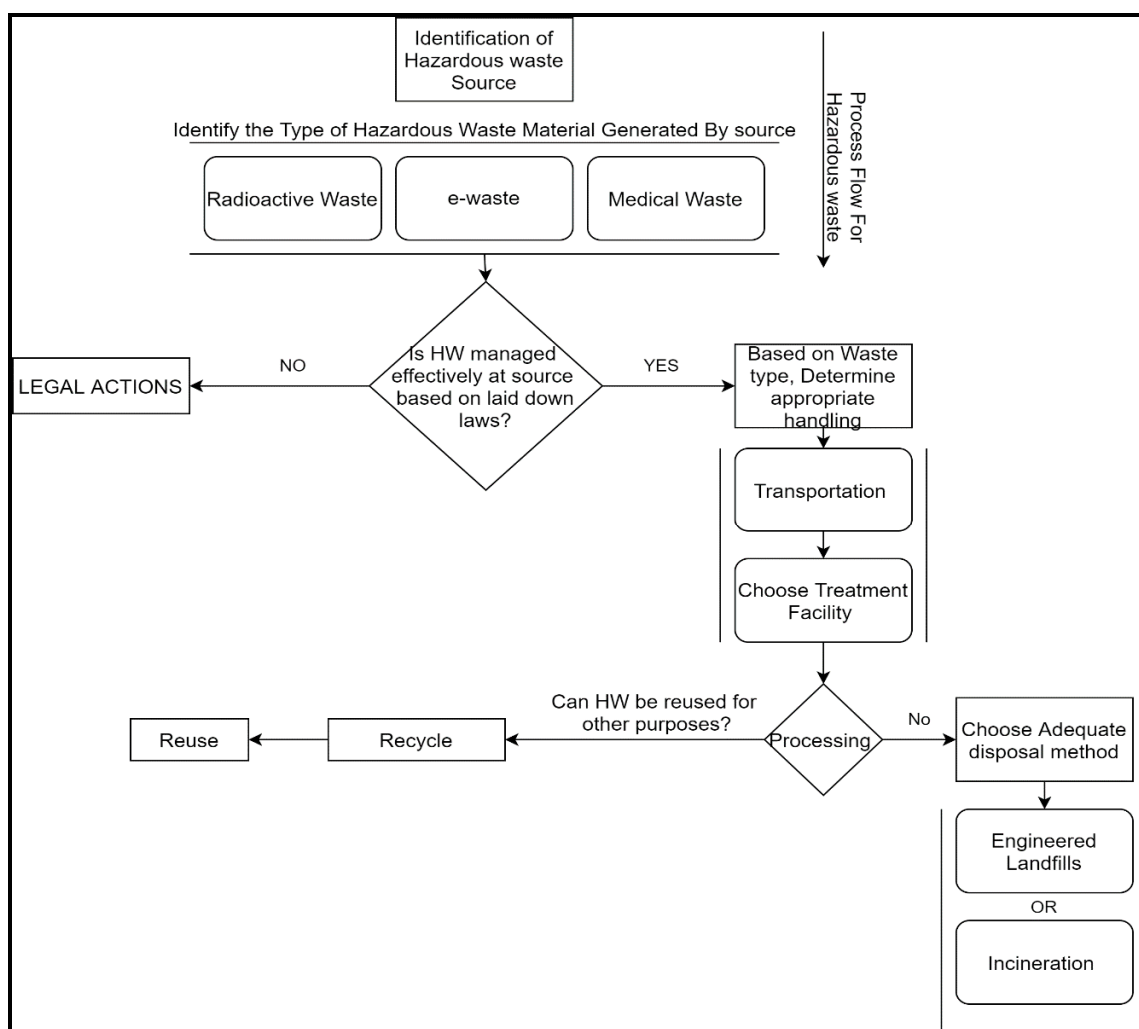 Identification of
Hazardous waste
Source
Process Flow For
Hazardous waste
Identify the Type of Hazardous Waste Material Generated By source
Radioactive Waste
e-waste
Medical Waste
Is HW managed
effectively at source
based on laid down
laws?
NO
LEGAL ACTIONS
YES
Based on Waste
type, Determine
appropriate
handling
Transportation
Choose Treatment
Facility
Processing
Can HW be reused for
other purposes?
Recycle
Reuse
No
Choose Adequate
disposal method
Engineered
Landfills
OR
Incineration